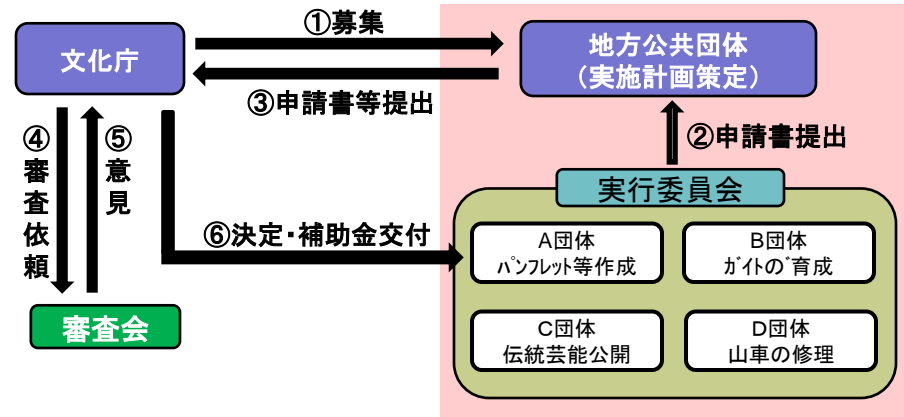 ①募集
文化庁
地方公共団体
（実施計画策定）
③申請書等提出
④審査依頼
⑤意見
②申請書提出
実行委員会
⑥決定・補助金交付
A団体
ﾊﾟﾝﾌﾚｯﾄ等作成
B団体
ｶﾞｲﾄのﾞ育成
C団体
伝統芸能公開
D団体
山車の修理
審査会